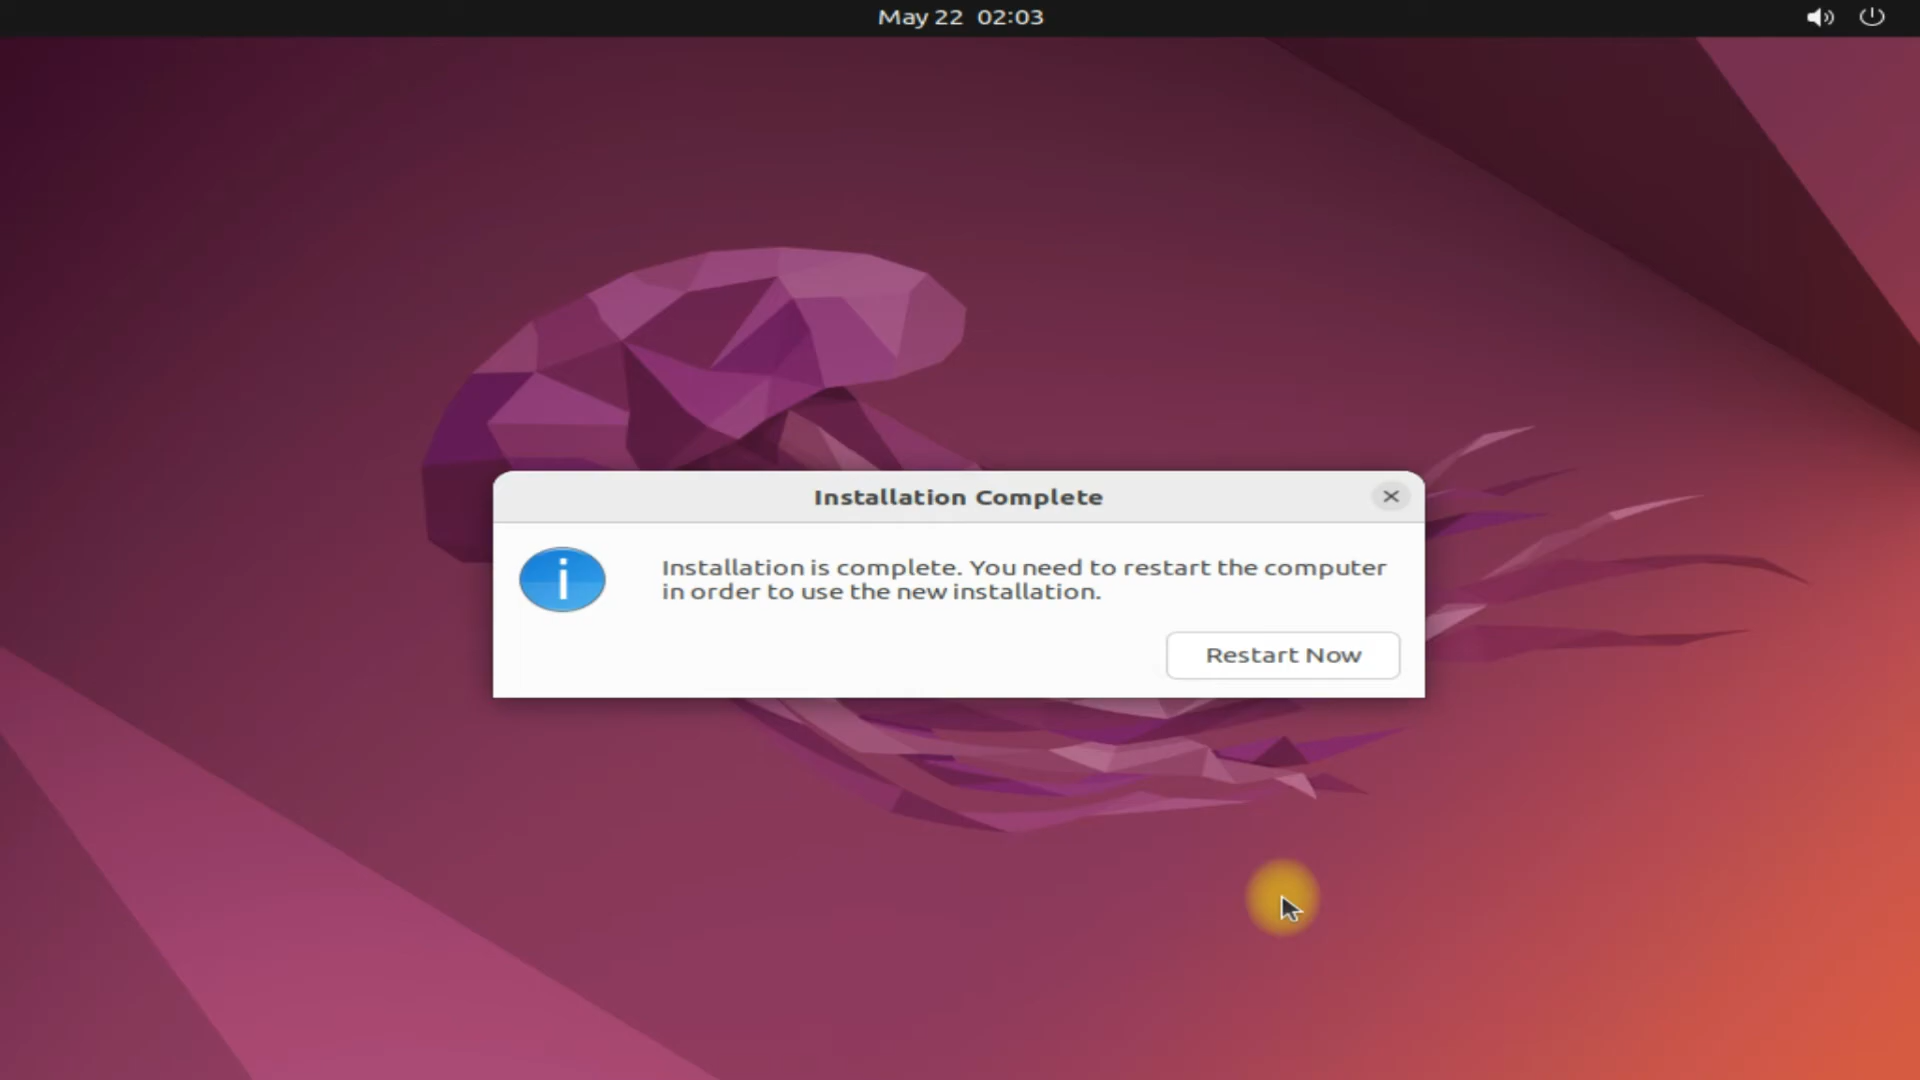 May 22 02:03
Installation Complete
Installation is complete. You need to restart the computer
in order to use the new installation.
Restart Now